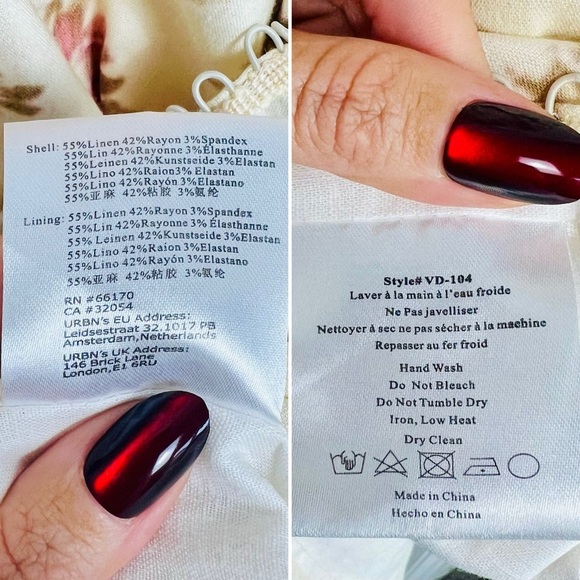 Shell: 55%Linen 42%Rayon 3%Spandex
55%Lin 42%Rayonne 3%Élasthanne
55%Leinen 42%Kunstseide 3%Elastan
55%Lino 42%Raion3% Elastan
55%Lino 42%Rayón 3%Elastano
55%亚麻 42%粘胶 3%氨纶
Lining: 55%Linen 42%Rayon 3%Spandex
55%Lin 42%Rayonne 3%Élasthanne
55% Leinen 42%Kunstseide 3%Elastan
55%Lino 42%Raion 3%Elastan
55%Lino 42%Rayón 3%Elastano
55%亚麻 42%粘胶 3%氨纶
RN #66170
CA #32054
URBN's EU Address:
Leidsestraat 32,1017 PB
Amsterdam,Netherlands
URBN's UK Address:
146 Brick Lane
London,E1 6RU
Style# VD-104
Laver à la main à l'eau froide
Ne Pas javelliser
Nettoyer à sec ne pas sécher à la machine
Repasser au fer froid
Hand Wash
Do Not Bleach
Do Not Tumble Dry
Iron, Low Heat
Dry Clean
Made in China
Hecho en China